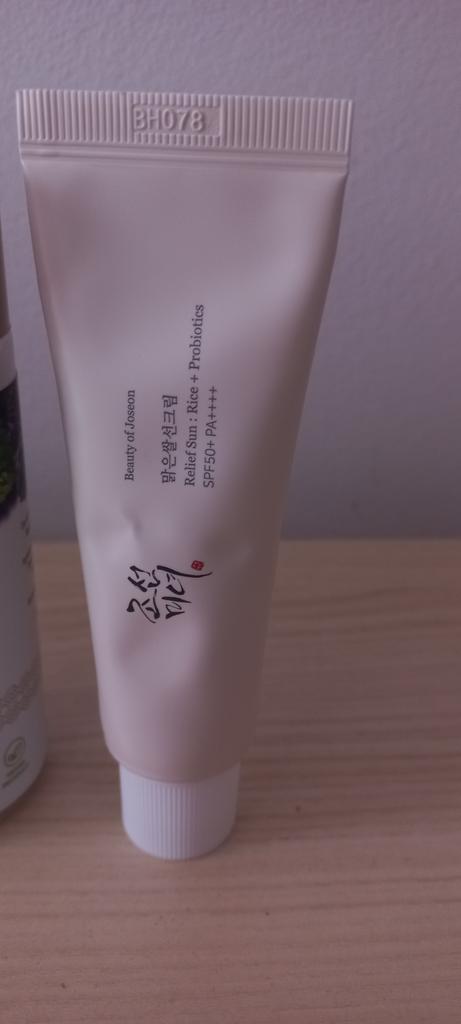 BH078
Beauty of Joseon
맑은쌀선크림
Relief Sun : Rice + Probiotics
SPF50+ PA++++
조선
미녀